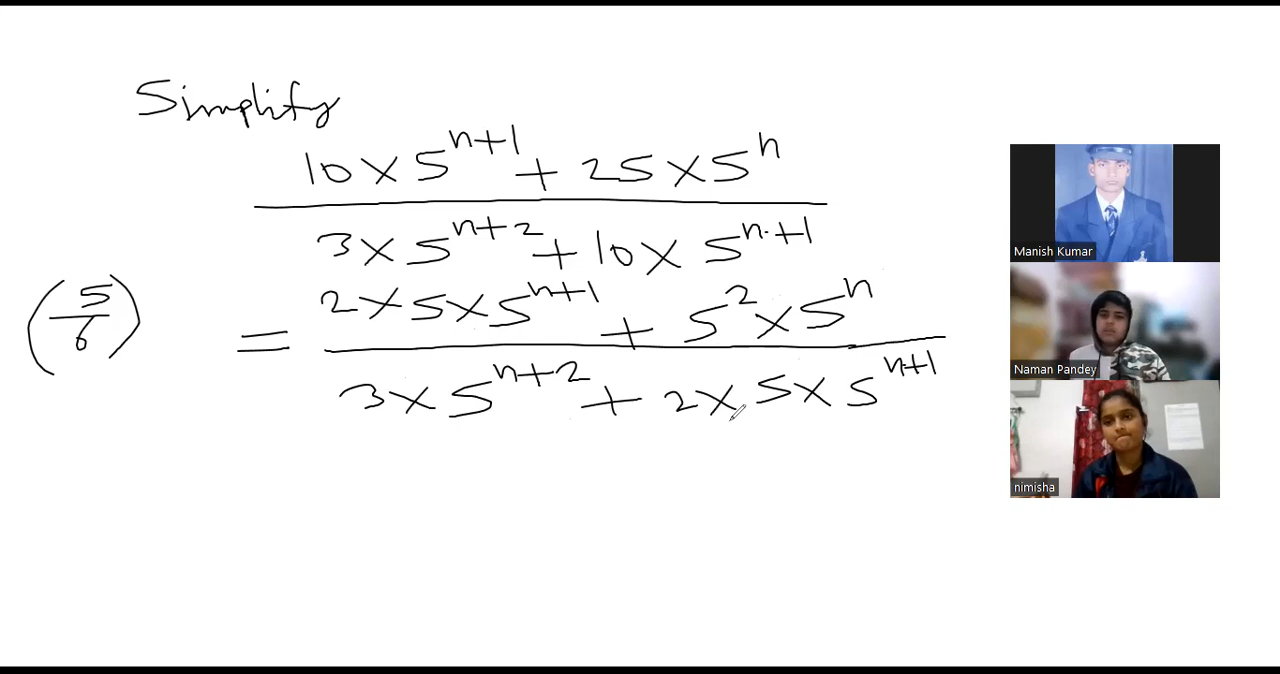 Simplify
10 × 5^{n+1} + 25 × 5^n
3 × 5^{n+2} + 10 × 5^{n+1}
(5/6)
= 2 × 5 × 5^{n+1} + 5^2 × 5^n
3 × 5^{n+2} + 2 × 5 × 5^{n+1}
Manish Kumar
Naman Pandey
nimisha